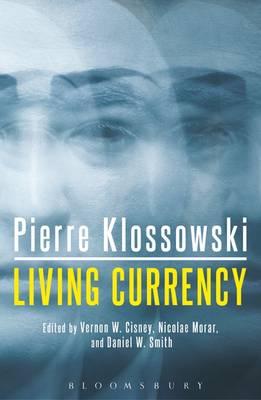 Pierre Klossowski
LIVING CURRENCY
Edited by Vernon W. Cisney, Nicolae Morar,
and Daniel W. Smith
BLOOMSBURY